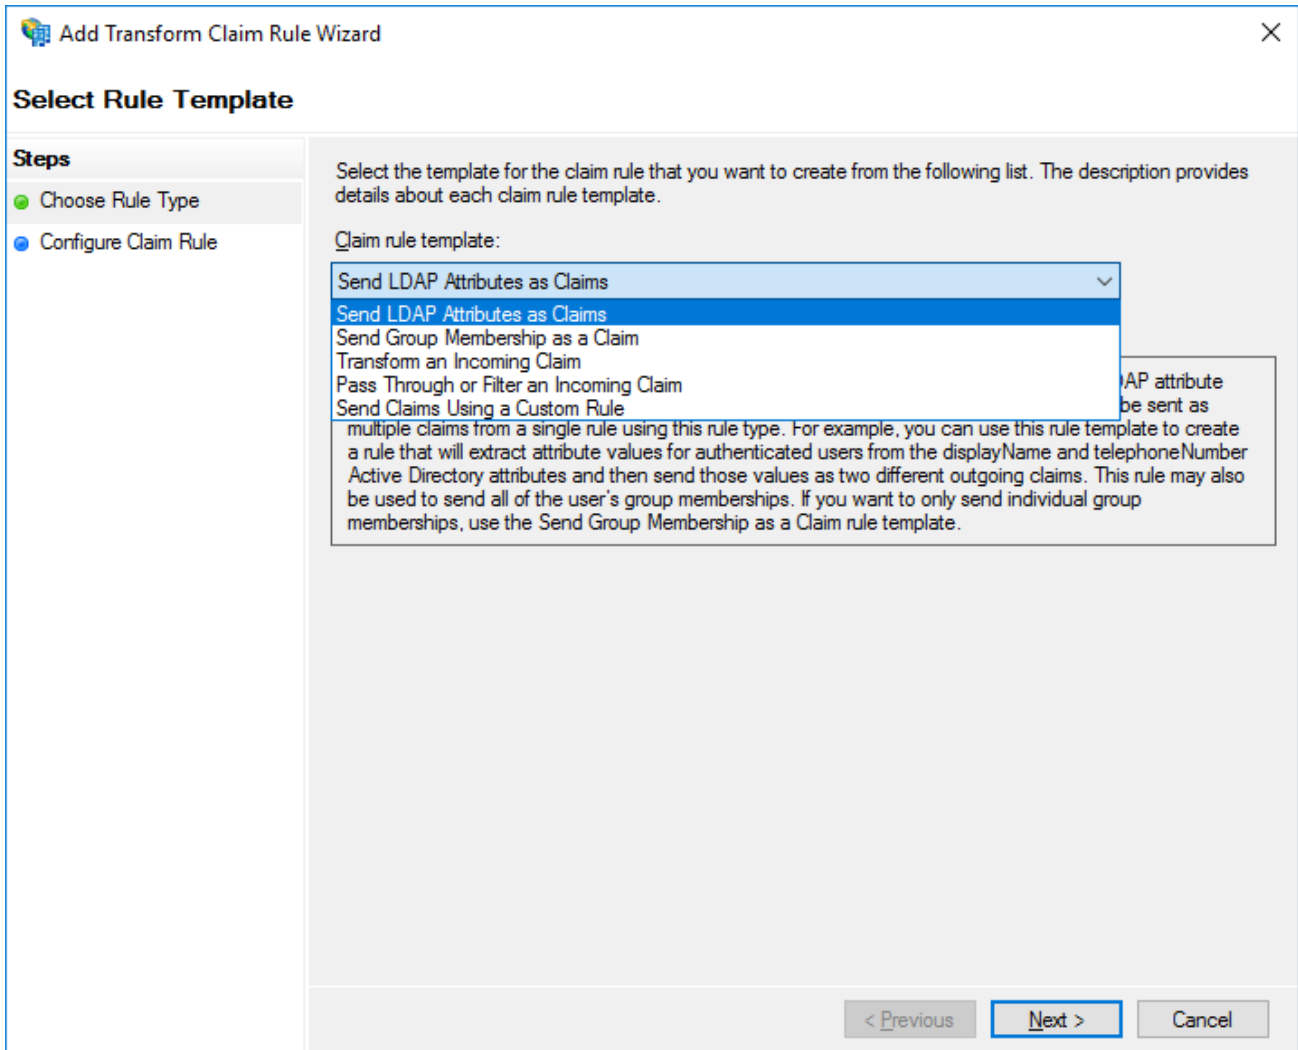 Add Transform Claim Rule Wizard
Select Rule Template
Steps
Choose Rule Type
Configure Claim Rule
Select the template for the claim rule that you want to create from the following list. The description provides
details about each claim rule template.
Claim rule template:
Send LDAP Attributes as Claims
Send LDAP Attributes as Claims
Send Group Membership as a Claim
Transform an Incoming Claim
Pass Through or Filter an Incoming Claim
Send Claims Using a Custom Rule
AP attribute
be sent as
multiple claims from a single rule using this rule type. For example, you can use this rule template to create
a rule that will extract attribute values for authenticated users from the displayName and telephoneNumber
Active Directory attributes and then send those values as two different outgoing claims. This rule may also
be used to send all of the user's group memberships. If you want to only send individual group
memberships, use the Send Group Membership as a Claim rule template.
< Previous
Next >
Cancel